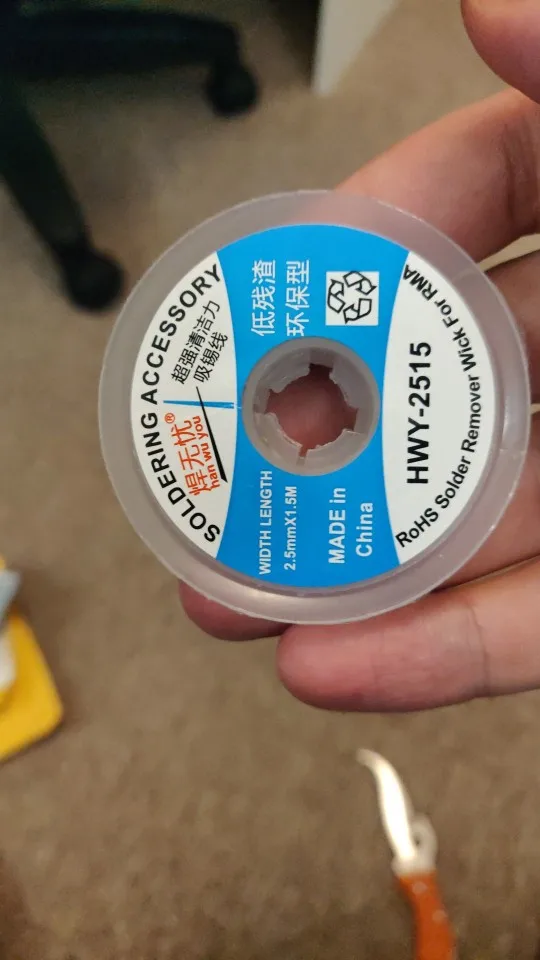 SOLDERING ACCESSORY
焊无忧®
han wu you
超强清洁力
吸锡线
低残渣
环保型
WIDTH LENGTH
2.5mmX1.5M
MADE in
China
HWY-2515
RoHS Solder Remover Wick For RMA